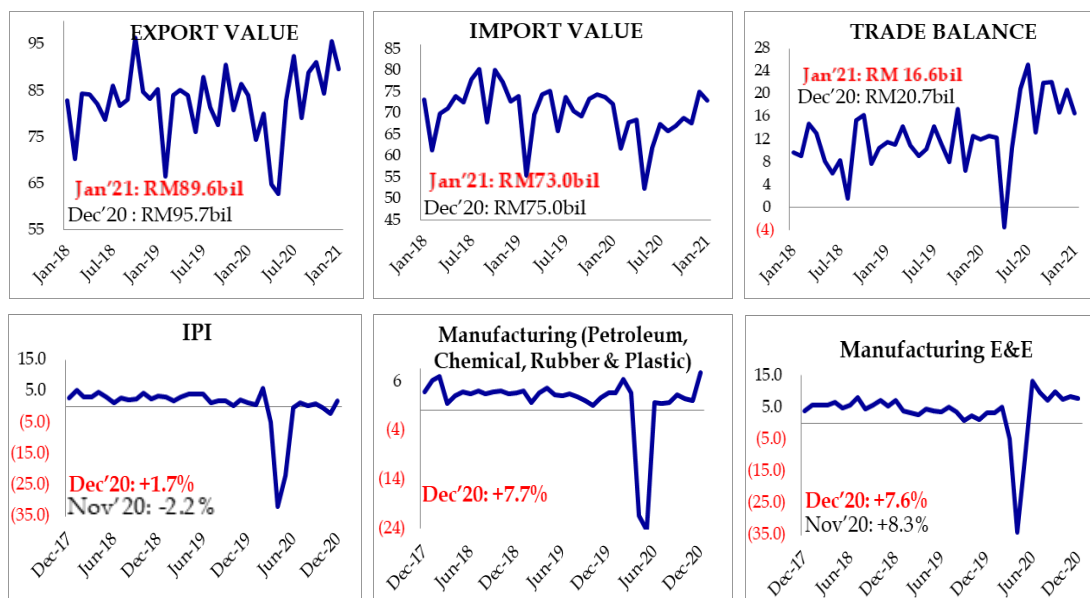 EXPORT VALUE
95
85
75
65
55
Jan'21: RM89.6bil
Dec'20 : RM95.7bil
Jan-18
Jul-18
Jan-19
Jul-19
Jan-20
Jul-20
Jan-21
IMPORT VALUE
85
80
75
70
65
60
55
50
45
Jan'21: RM73.0bil
Dec'20: RM75.0bil
Jan-18
Jul-18
Jan-19
Jul-19
Jan-20
Jul-20
Jan-21
TRADE BALANCE
28
24
20
16
12
8
4
0
(4)
Jan'21: RM 16.6bil
Dec'20: RM20.7bil
Jan-18
Jul-18
Jan-19
Jul-19
Jan-20
Jul-20
Jan-21
IPI
15.0
5.0
(5.0)
(15.0)
(25.0)
(35.0)
Dec'20: +1.7%
Nov'20: -2.2%
Dec-17
Jun-18
Dec-18
Jun-19
Dec-19
Jun-20
Dec-20
Manufacturing (Petroleum,
Chemical, Rubber & Plastic)
6
(4)
(14)
(24)
Dec'20: +7.7%
Dec-17
Jun-18
Dec-18
Jun-19
Dec-19
Jun-20
Dec-20
Manufacturing E&E
15.0
5.0
(5.0)
(15.0)
(25.0)
(35.0)
Dec'20: +7.6%
Nov'20: +8.3%
Dec-17
Jun-18
Dec-18
Jun-19
Dec-19
Jun-20
Dec-20